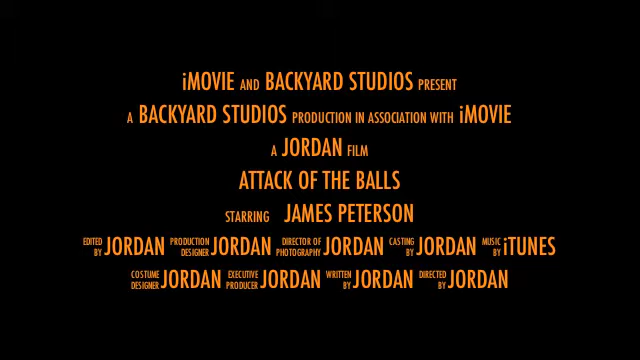 iMOVIE AND BACKYARD STUDIOS PRESENT
A BACKYARD STUDIOS PRODUCTION IN ASSOCIATION WITH iMOVIE
A JORDAN FILM
ATTACK OF THE BALLS
STARRING JAMES PETERSON
EDITED BY JORDAN PRODUCTION DESIGNER JORDAN DIRECTOR OF PHOTOGRAPHY JORDAN CASTING BY JORDAN MUSIC BY iTUNES
COSTUME DESIGNER JORDAN EXECUTIVE PRODUCER JORDAN WRITTEN BY JORDAN DIRECTED BY JORDAN